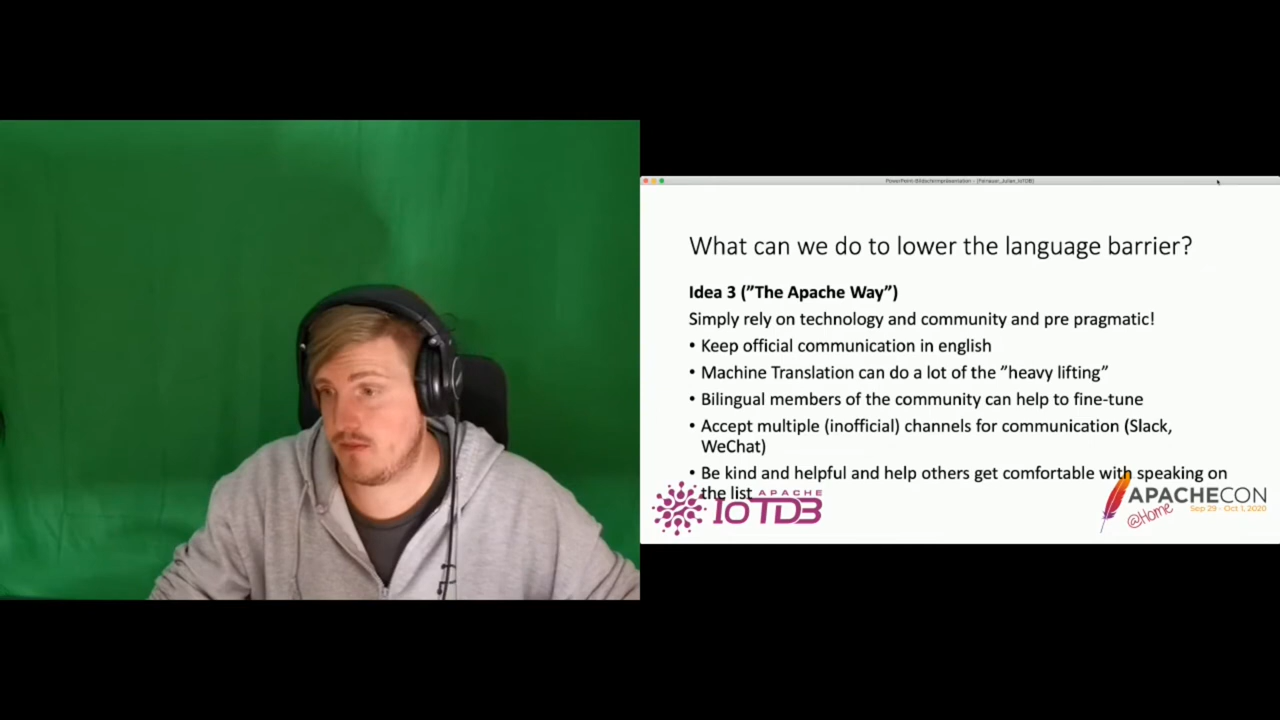 PowerPoint-Bildschirmpräsentation - [Feinauer_Julian_IoTDB]
What can we do to lower the language barrier?
Idea 3 (”The Apache Way”)
Simply rely on technology and community and pre pragmatic!
• Keep official communication in english
• Machine Translation can do a lot of the ”heavy lifting”
• Bilingual members of the community can help to fine-tune
• Accept multiple (inofficial) channels for communication (Slack,
WeChat)
• Be kind and helpful and help others get comfortable with speaking on
the list
APACHE
IoTDB
APACHECON
@Home
Sep 29 - Oct 1, 2020